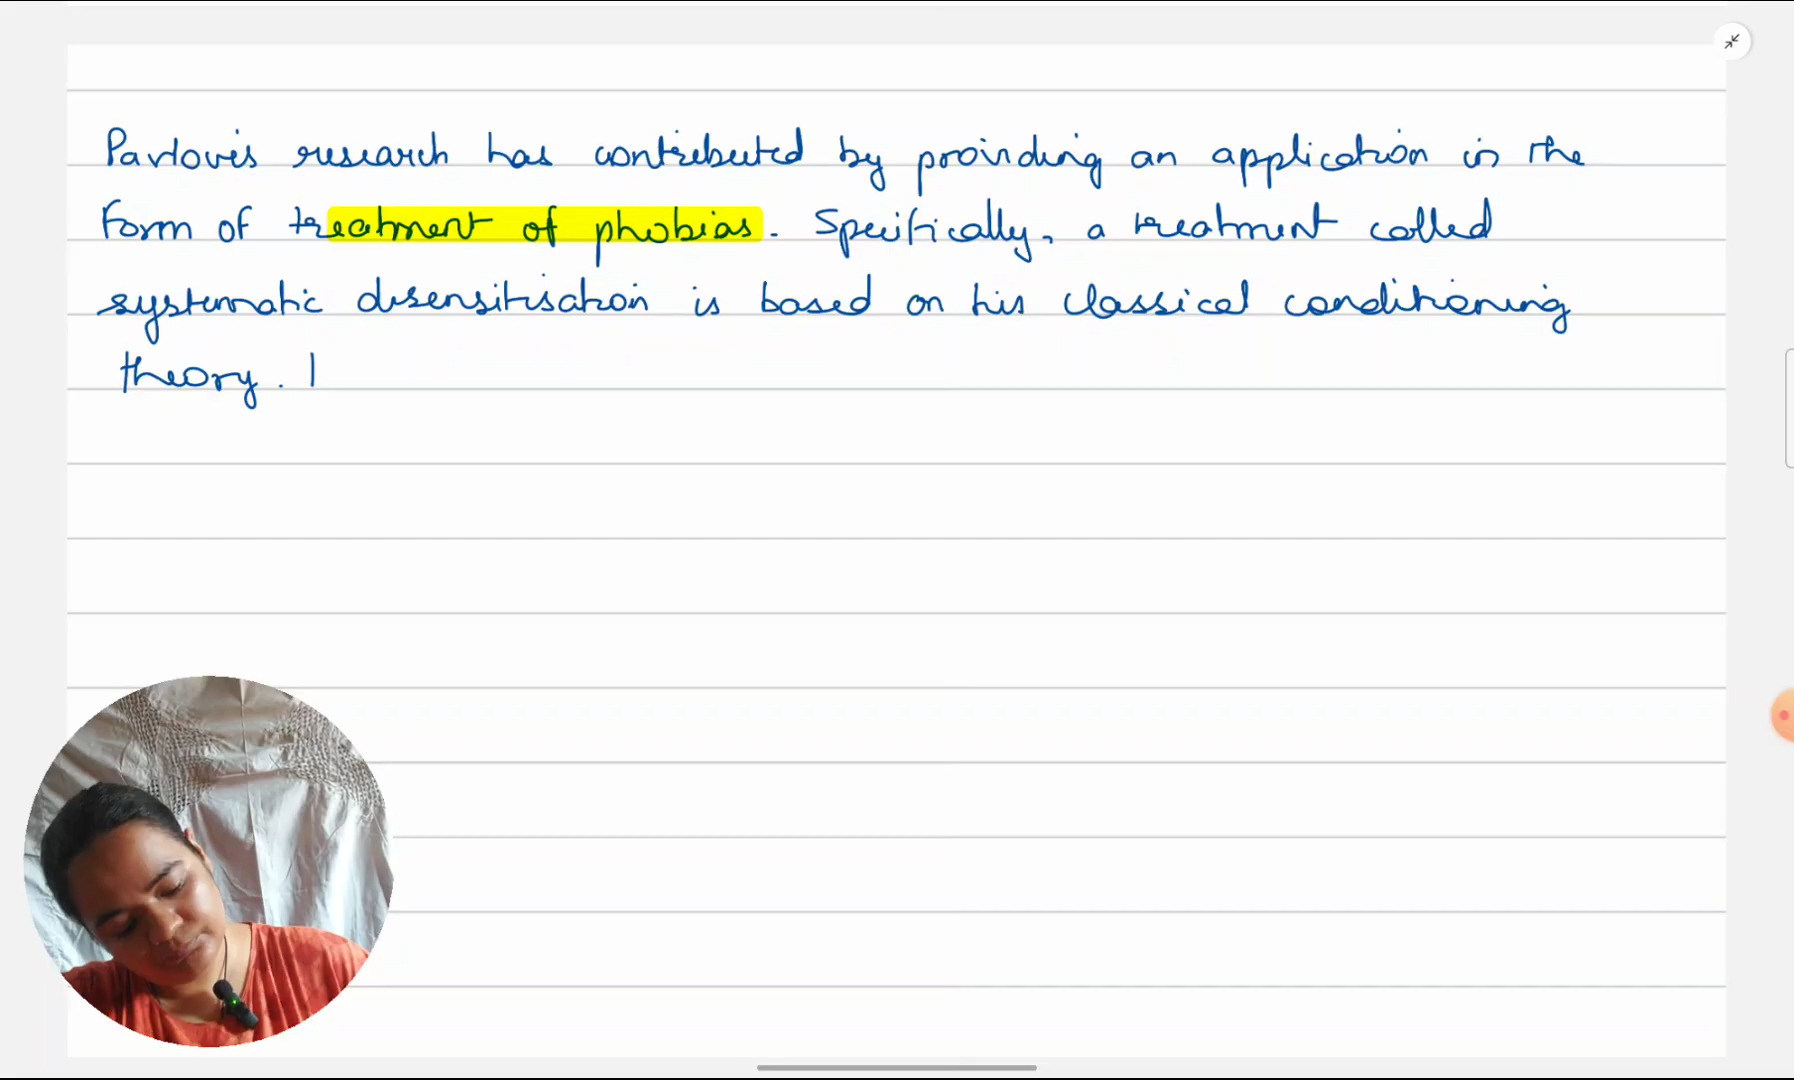 Pavlov's research has contributed by providing an application in the
form of treatment of phobias. Specifically, a treatment called
systematic desensitisation is based on his classical conditioning
theory. I